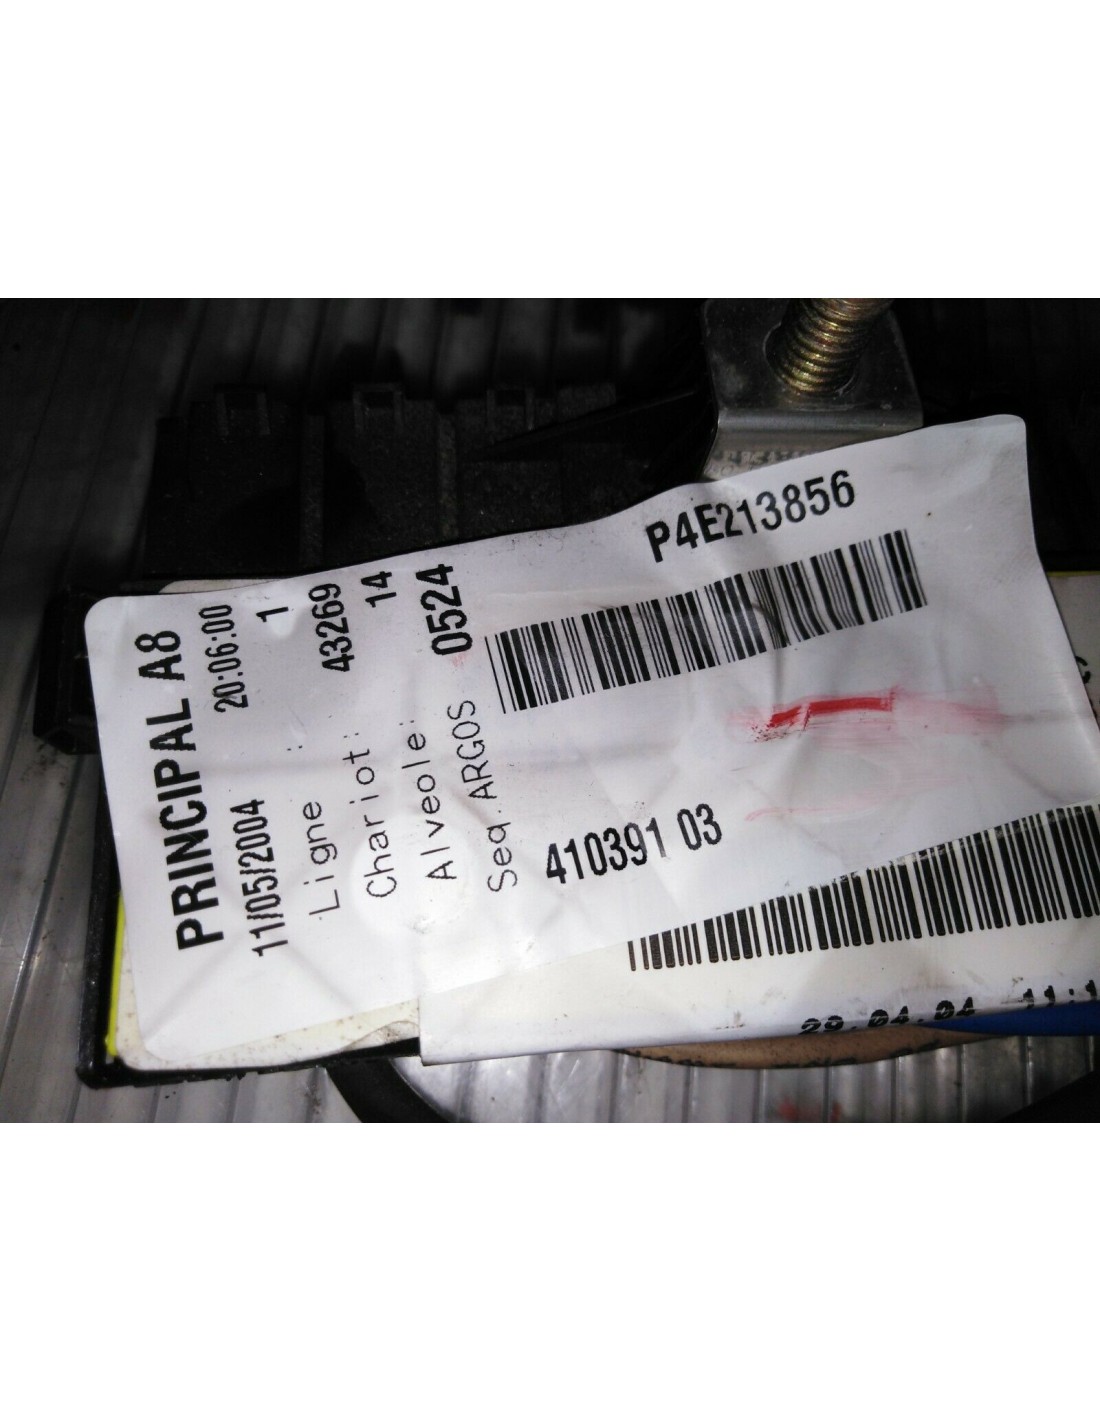 PRINCIPAL A8
11/05/2004 20:06:00
Ligne : 1
Chariot: 43269
Alveole: 14
Seq.ARGOS 0524
P4E213856
410391 03